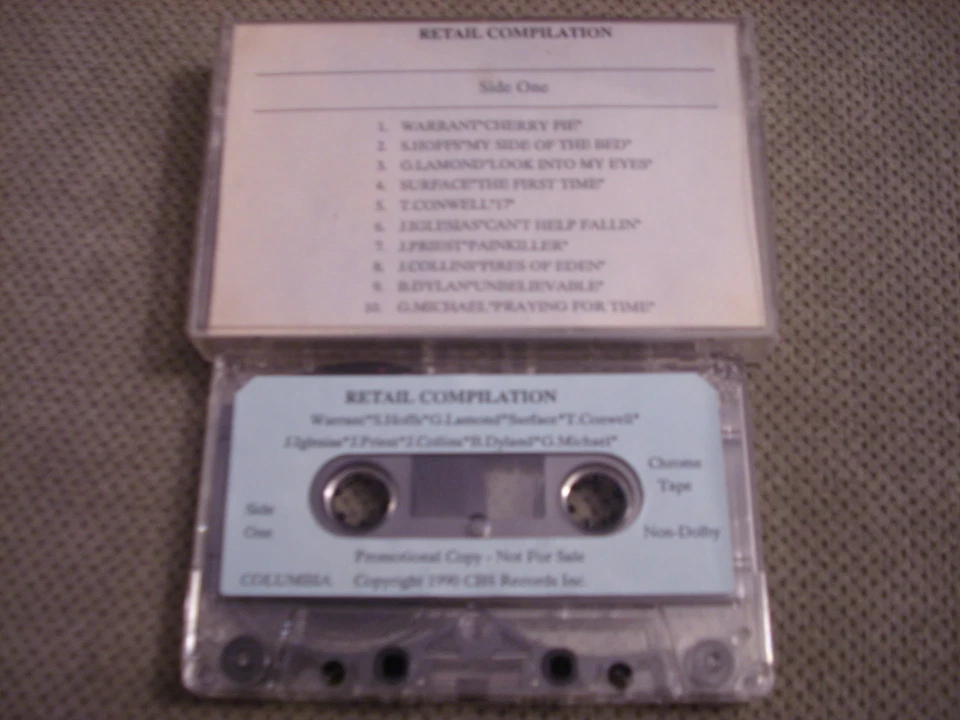 RETAIL COMPILATION
Side One
1. WARRANT"CHERRY PIE"
2. S.HOFFS"MY SIDE OF THE BED"
3. G.LAMOND"LOOK INTO MY EYES"
4. SURFACE"THE FIRST TIME"
5. T.CONWELL"17"
6. J.IGLESIAS"CAN'T HELP FALLIN"
7. J.PRIEST"PAINKILLER"
8. J.COLLINS"FIRES OF EDEN"
9. B.DYLAN"UNBELIEVABLE"
10. G.MICHAEL"PRAYING FOR TIME"
RETAIL COMPILATION
Warrant*S.Hoffs*G.Lamond*Surface*T.Conwell*
J.Iglesias*J.Priest*J.Collins*B.Dyland*G.Michael*
Chrome
Tape
Side
One
Non-Dolby
Promotional Copy - Not For Sale
COLUMBIA Copyright 1990 CBS Records Inc.